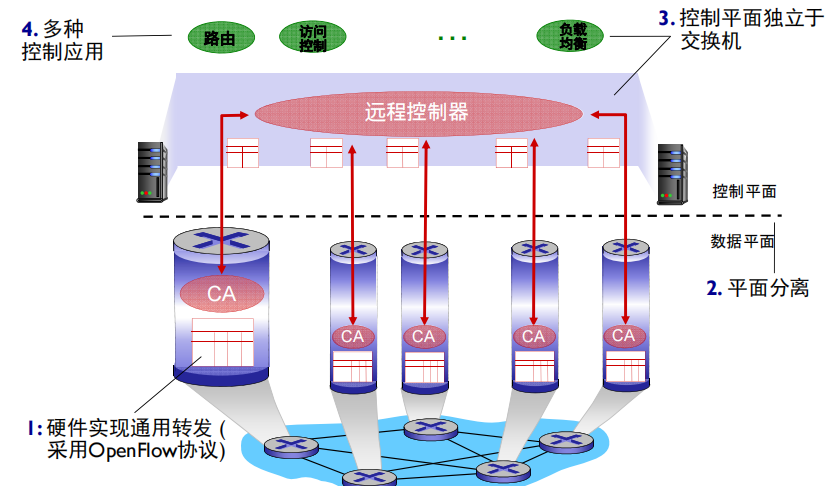 4. 多种
控制应用
路由
访问
控制
...
负载
均衡
3. 控制平面独立于
交换机
远程控制器
控制平面
数据平面
2. 平面分离
CA
CA
CA
CA
CA
1: 硬件实现通用转发 (
采用OpenFlow协议)